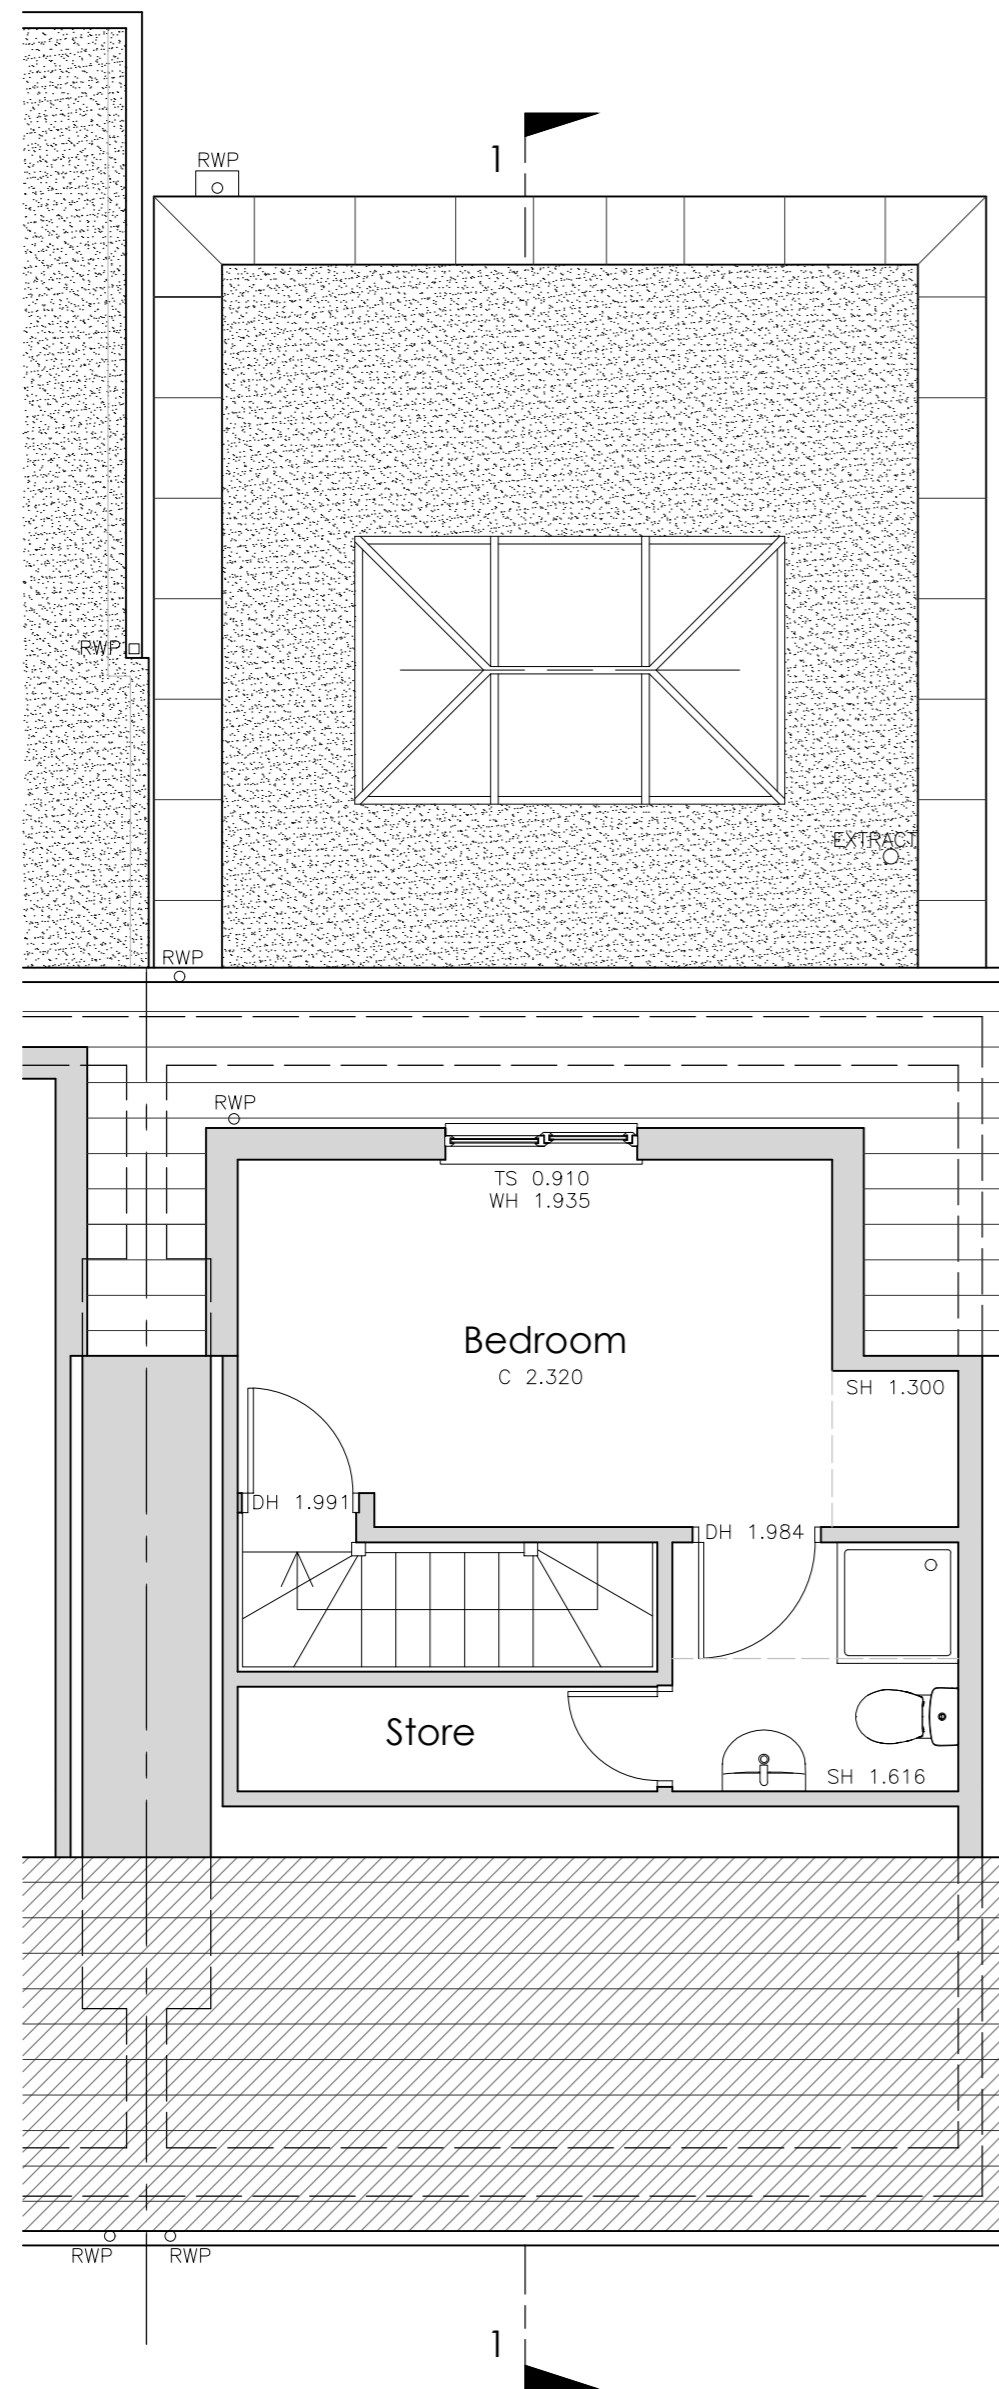 1
RWP
RWP
EXTRACT
RWP
RWP
TS 0.910
WH 1.935
Bedroom
C 2.320
SH 1.300
DH 1.991
DH 1.984
Store
SH 1.616
RWP
RWP
1